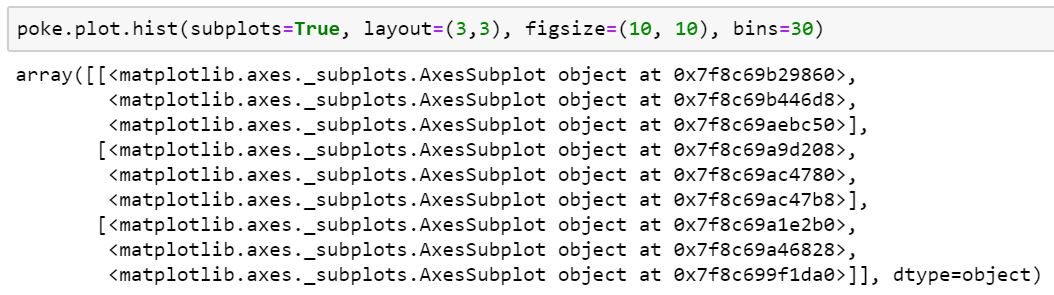 poke.plot.hist(subplots=True, layout=(3,3), figsize=(10, 10), bins=30)
array([[<matplotlib.axes._subplots.AxesSubplot object at 0x7f8c69b29860>,
        <matplotlib.axes._subplots.AxesSubplot object at 0x7f8c69b446d8>,
        <matplotlib.axes._subplots.AxesSubplot object at 0x7f8c69aebc50>],
       [<matplotlib.axes._subplots.AxesSubplot object at 0x7f8c69a9d208>,
        <matplotlib.axes._subplots.AxesSubplot object at 0x7f8c69ac4780>,
        <matplotlib.axes._subplots.AxesSubplot object at 0x7f8c69ac47b8>],
       [<matplotlib.axes._subplots.AxesSubplot object at 0x7f8c69a1e2b0>,
        <matplotlib.axes._subplots.AxesSubplot object at 0x7f8c69a46828>,
        <matplotlib.axes._subplots.AxesSubplot object at 0x7f8c699f1da0>]], dtype=object)